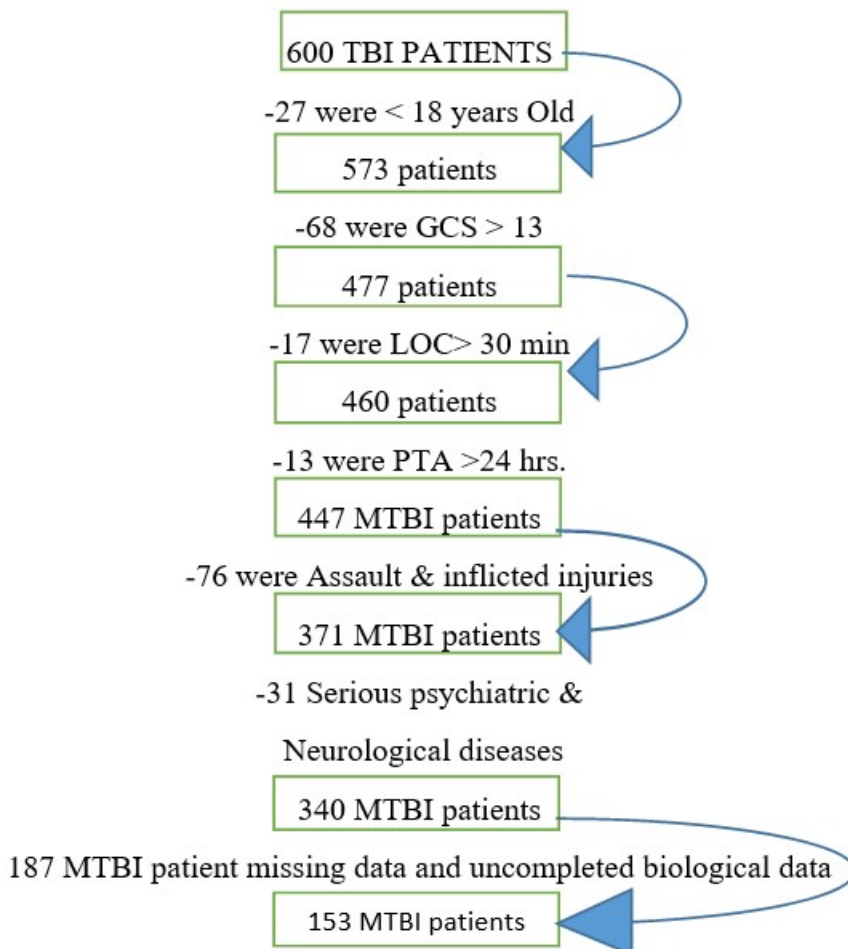 600 TBI PATIENTS
-27 were < 18 years Old
573 patients
-68 were GCS > 13
477 patients
-17 were LOC> 30 min
460 patients
-13 were PTA >24 hrs.
447 MTBI patients
-76 were Assault & inflicted injuries
371 MTBI patients
-31 Serious psychiatric &
Neurological diseases
340 MTBI patients
187 MTBI patient missing data and uncompleted biological data
153 MTBI patients